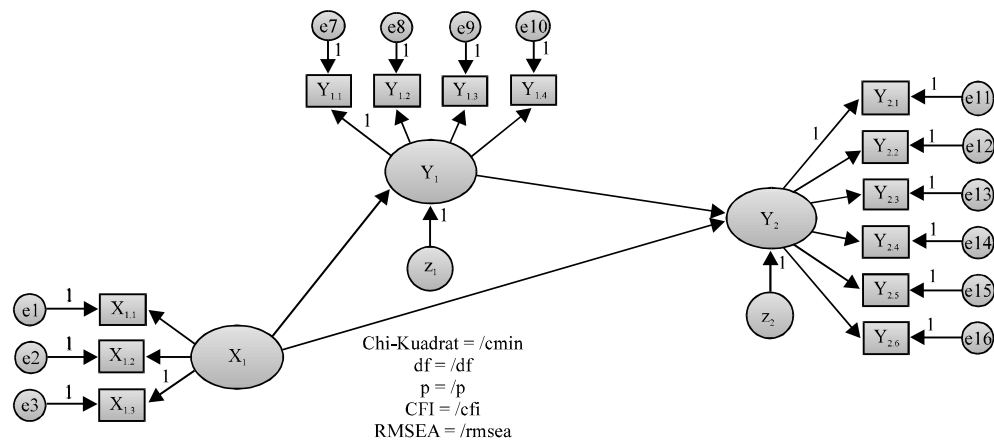 e7 e8 e9 e10
1 1 1 1
Y1.1 Y1.2 Y1.3 Y1.4
1
Y1
1
z1
Y2.1 1 e11
1
Y2.2 1 e12
Y2.3 1 e13
Y2
Y2.4 1 e14
1
Y2.5 1 e15
z2
Y2.6 1 e16
e1 1 X1.1
e2 1 X1.2
X1
1
e3 1 X1.3
Chi-Kuadrat = /cmin
df = /df
p = /p
CFI = /cfi
RMSEA = /rmsea